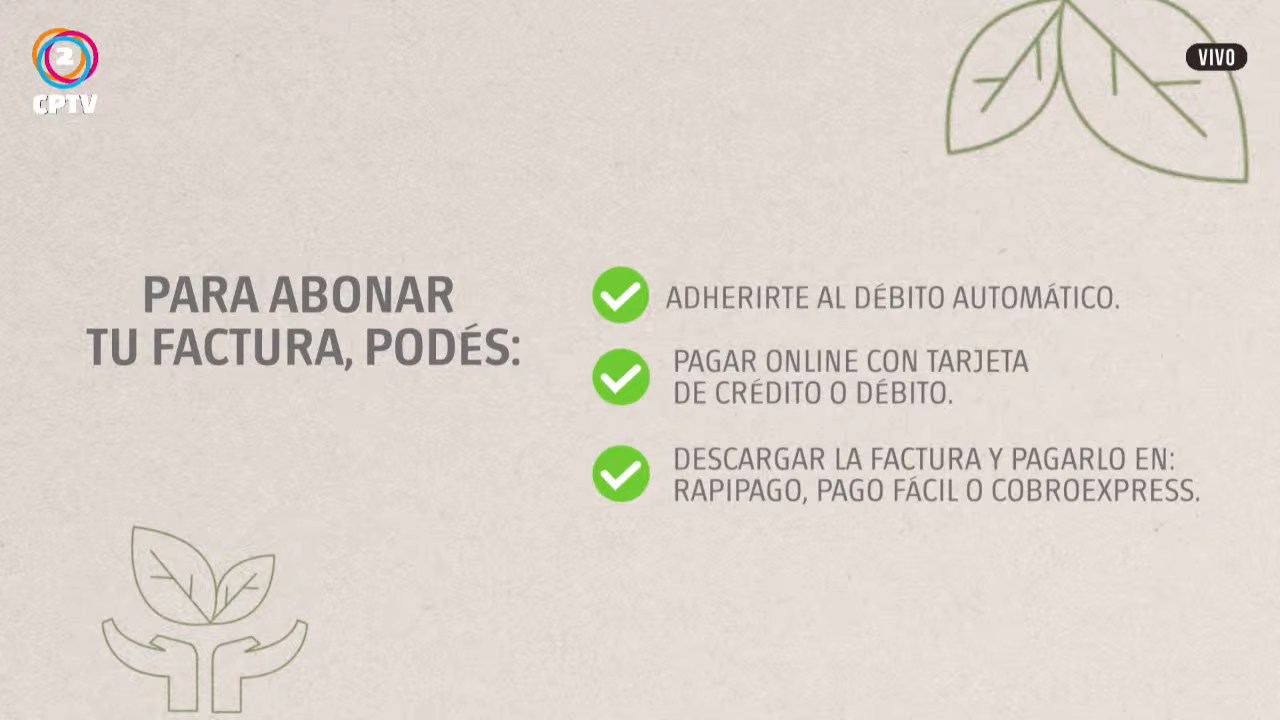 2
CPTV
VIVO
PARA ABONAR
TU FACTURA, PODÉS:
ADHERIRTE AL DÉBITO AUTOMÁTICO.
PAGAR ONLINE CON TARJETA
DE CRÉDITO O DÉBITO.
DESCARGAR LA FACTURA Y PAGARLO EN:
RAPIPAGO, PAGO FÁCIL O COBROEXPRESS.